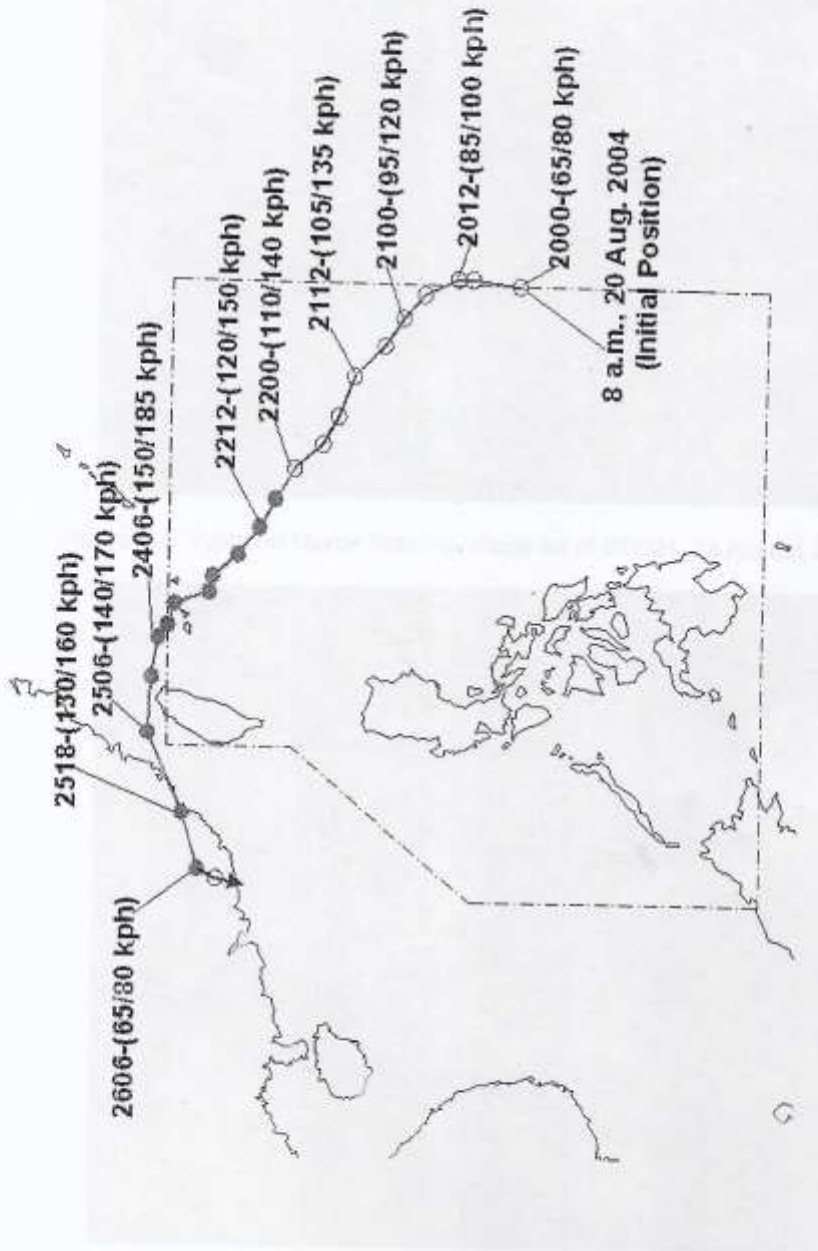 2406-(150/185 kph)
2506-(140/170 kph)
2518-(130/160 kph)
2606-(65/80 kph)
2212-(120/150 kph)
2200-(110/140 kph)
2112-(105/135 kph)
2100-(95/120 kph)
2012-(85/100 kph)
2000-(65/80 kph)
8 a.m., 20 Aug. 2004
(Initial Position)